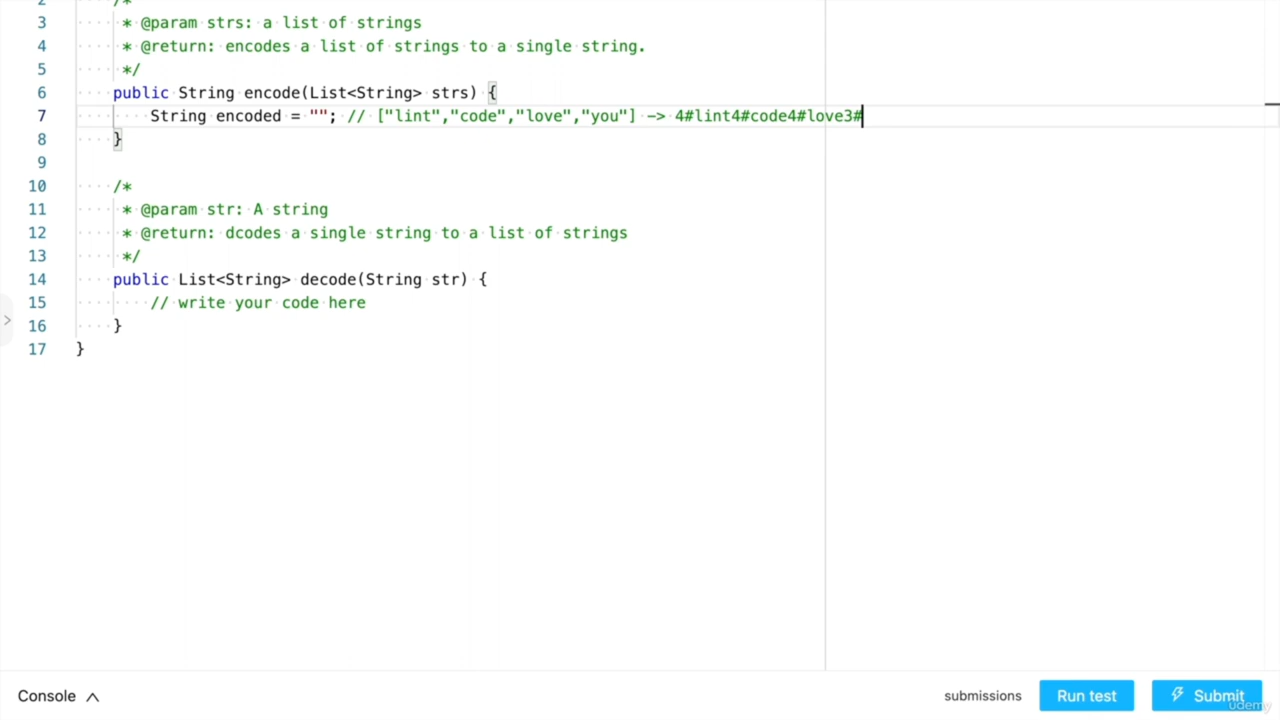 2 /*
3 * @param strs: a list of strings
4 * @return: encodes a list of strings to a single string.
5 */
6 public String encode(List<String> strs) {
7 String encoded = ""; // ["lint","code","love","you"] -> 4#lint4#code4#love3#
8 }
9
10 /*
11 * @param str: A string
12 * @return: dcodes a single string to a list of strings
13 */
14 public List<String> decode(String str) {
15 // write your code here
16 }
17 }
Console
submissions
Run test
Submit
udemy